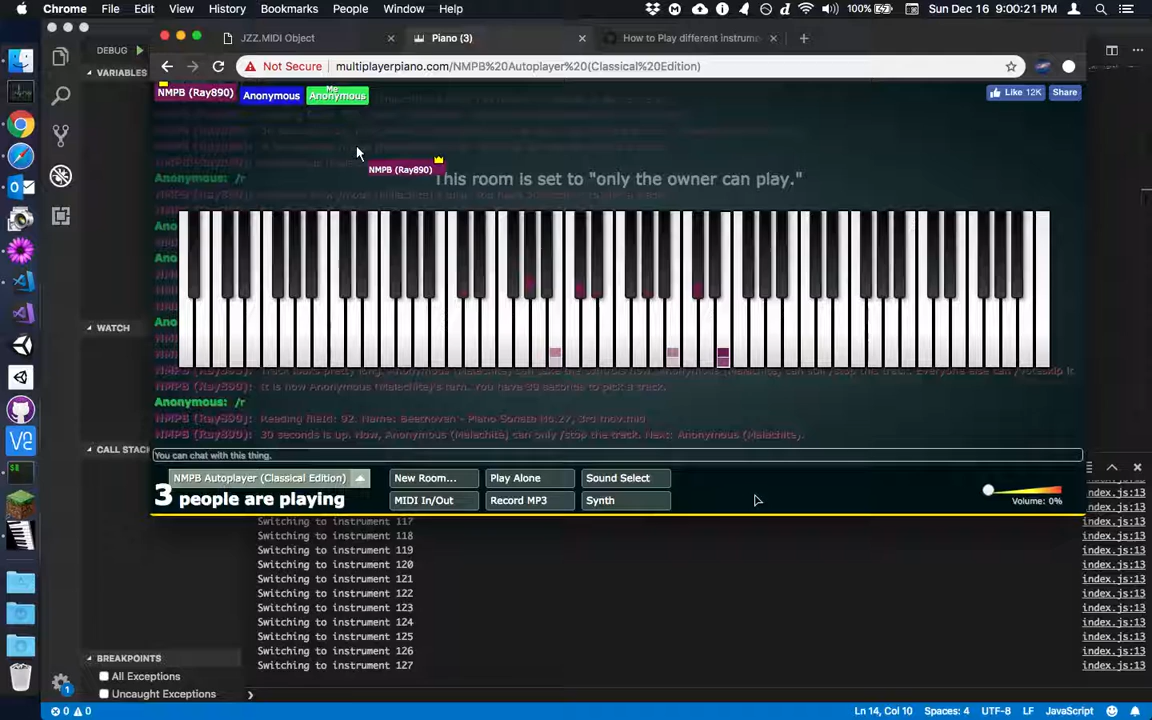 Chrome File Edit View History Bookmarks People Window Help 100% Sun Dec 16 9:00:21 PM
JZZ.MIDI Object Piano (3) How to Play different instrum
DEBUG
Not Secure multiplayerpiano.com/NMPB%20Autoplayer%20(Classical%20Edition)
VARIABLES
NMPB (Ray890) Anonymous Me Anonymous Like 12K Share
NMPB (Ray890)
This room is set to "only the owner can play."
Anonymous: /r
WATCH
NMPB (Ray890): It is now Anonymous (Malachite)'s turn. You have 30 seconds to pick a track.
Anonymous: /r
NMPB (Ray890): Reading fileId: 92. Name: Beethoven - Piano Sonata No.27, 3rd mov.mid
NMPB (Ray890): 30 seconds is up. Now, Anonymous (Malachite) can only /stop the track. Next: Anonymous (Malachite).
CALL STACK
You can chat with this thing.
NMPB Autoplayer (Classical Edition) New Room... Play Alone Sound Select
3 people are playing MIDI In/Out Record MP3 Synth Volume: 0%
Switching to instrument 117 index.js:13
Switching to instrument 118 index.js:13
Switching to instrument 119 index.js:13
Switching to instrument 120 index.js:13
Switching to instrument 121 index.js:13
Switching to instrument 122 index.js:13
Switching to instrument 123 index.js:13
Switching to instrument 124 index.js:13
Switching to instrument 125 index.js:13
Switching to instrument 126 index.js:13
Switching to instrument 127 index.js:13
BREAKPOINTS
All Exceptions
Uncaught Exceptions
0 0 Ln 14, Col 10 Spaces: 4 UTF-8 LF JavaScript